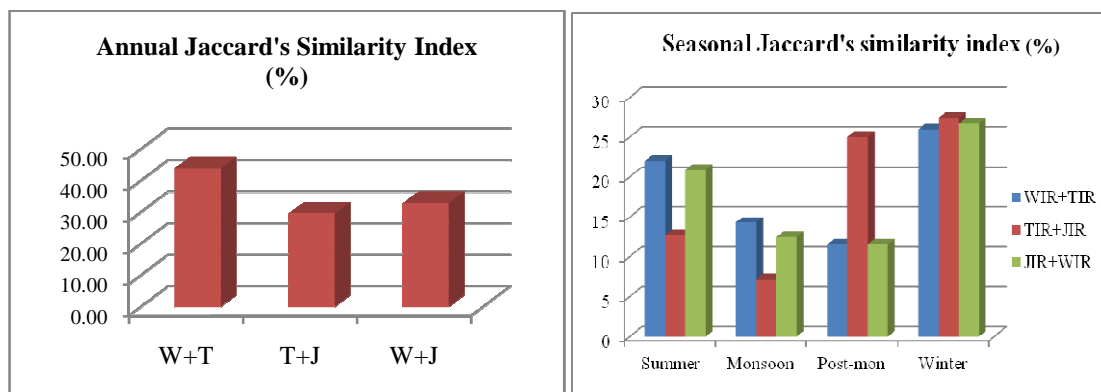 Annual Jaccard's Similarity Index
(%)
50.00
40.00
30.00
20.00
10.00
0.00
W+T T+J W+J
Seasonal Jaccard's similarity index (%)
30
25
20
15
10
5
0
Summer Monsoon Post-mon Winter
WIR+TIR
TIR+JIR
JIR+WIR